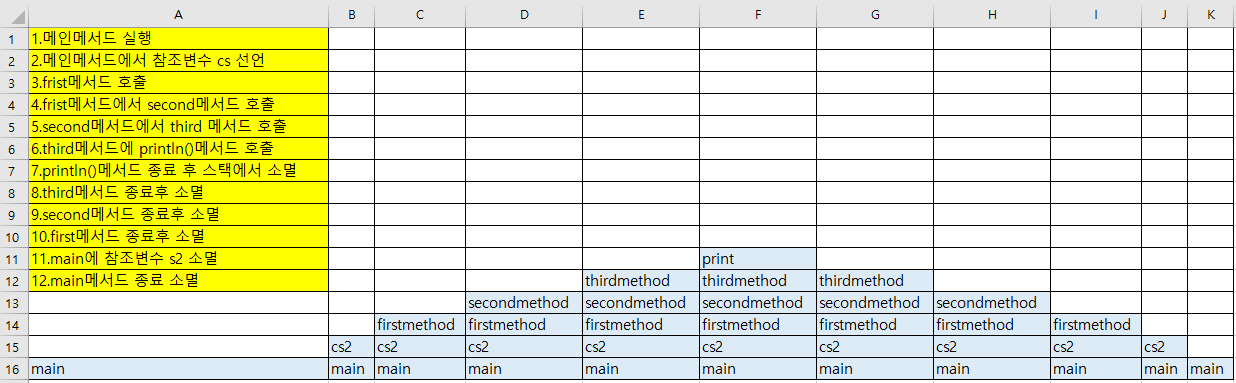 A B C D E F G H I J K
1 1.메인메서드 실행
2 2.메인메서드에서 참조변수 cs 선언
3 3.frist메서드 호출
4 4.frist메서드에서 second메서드 호출
5 5.second메서드에서 third 메서드 호출
6 6.third메서드에 println()메서드 호출
7 7.println()메서드 종료 후 스택에서 소멸
8 8.third메서드 종료후 소멸
9 9.second메서드 종료후 소멸
10 10.first메서드 종료후 소멸
11 11.main에 참조변수 s2 소멸 print
12 12.main메서드 종료 소멸 thirdmethod thirdmethod thirdmethod
13 secondmethod secondmethod secondmethod secondmethod secondmethod
14 firstmethod firstmethod firstmethod firstmethod firstmethod firstmethod firstmethod
15 cs2 cs2 cs2 cs2 cs2 cs2 cs2 cs2 cs2
16 main main main main main main main main main main main